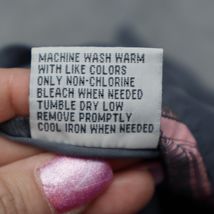 MACHINE WASH WARM
WITH LIKE COLORS
ONLY NON-CHLORINE
BLEACH WHEN NEEDED
TUMBLE DRY LOW
REMOVE PROMPTLY
COOL IRON WHEN NEEDED